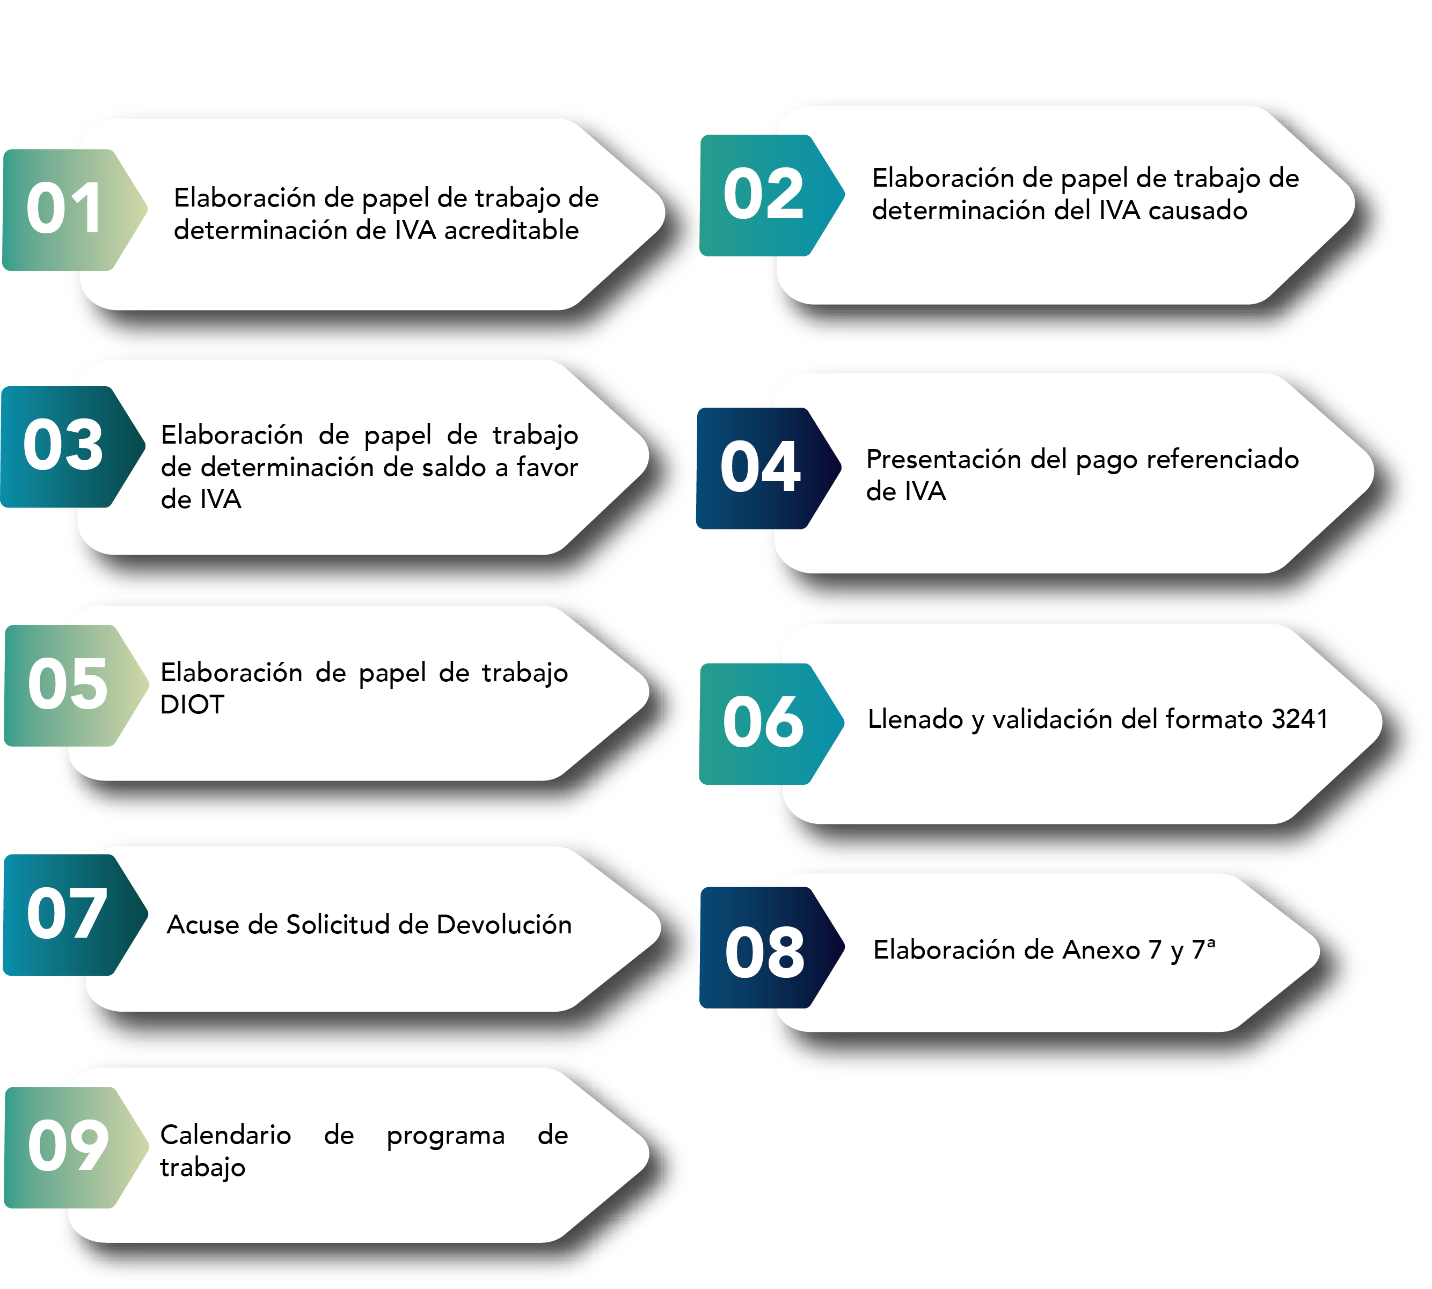 01
Elaboración de papel de trabajo de
determinación de IVA acreditable
02
Elaboración de papel de trabajo de
determinación del IVA causado
03
Elaboración de papel de trabajo
de determinación de saldo a favor
de IVA
04
Presentación del pago referenciado
de IVA
05
Elaboración de papel de trabajo
DIOT
06
Llenado y validación del formato 3241
07
Acuse de Solicitud de Devolución
08
Elaboración de Anexo 7 y 7ª
09
Calendario de programa de
trabajo